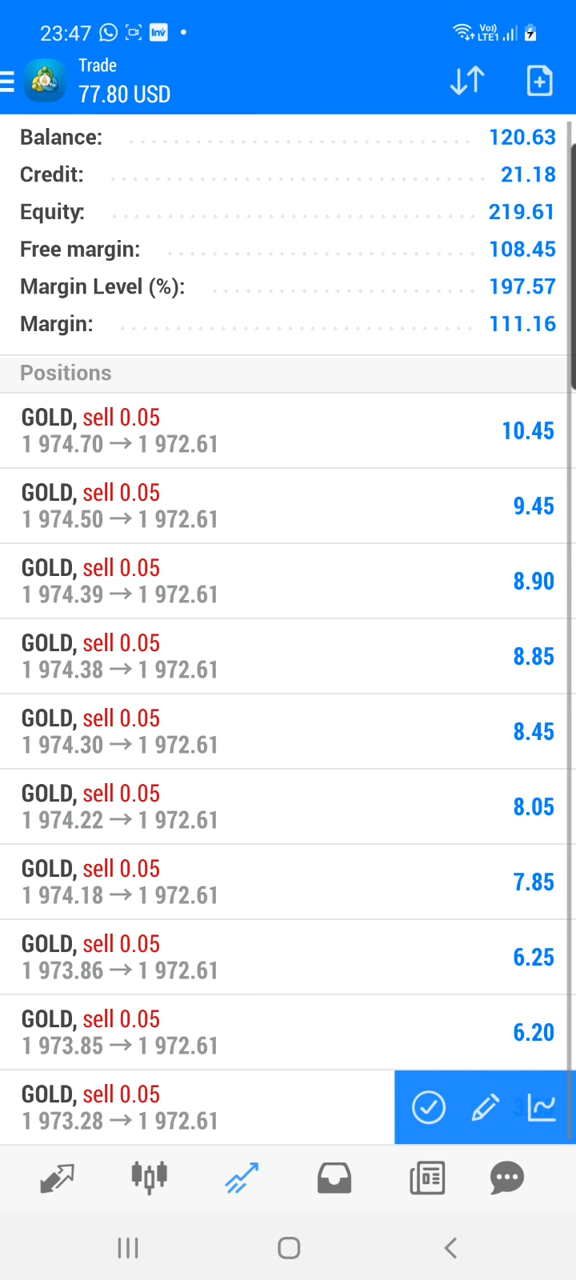 23:47 Inv Vo)) LTE1
Trade
77.80 USD
Balance: 120.63
Credit: 21.18
Equity: 219.61
Free margin: 108.45
Margin Level (%): 197.57
Margin: 111.16
Positions
GOLD, sell 0.05
1 974.70 → 1 972.61 10.45
GOLD, sell 0.05
1 974.50 → 1 972.61 9.45
GOLD, sell 0.05
1 974.39 → 1 972.61 8.90
GOLD, sell 0.05
1 974.38 → 1 972.61 8.85
GOLD, sell 0.05
1 974.30 → 1 972.61 8.45
GOLD, sell 0.05
1 974.22 → 1 972.61 8.05
GOLD, sell 0.05
1 974.18 → 1 972.61 7.85
GOLD, sell 0.05
1 973.86 → 1 972.61 6.25
GOLD, sell 0.05
1 973.85 → 1 972.61 6.20
GOLD, sell 0.05
1 973.28 → 1 972.61